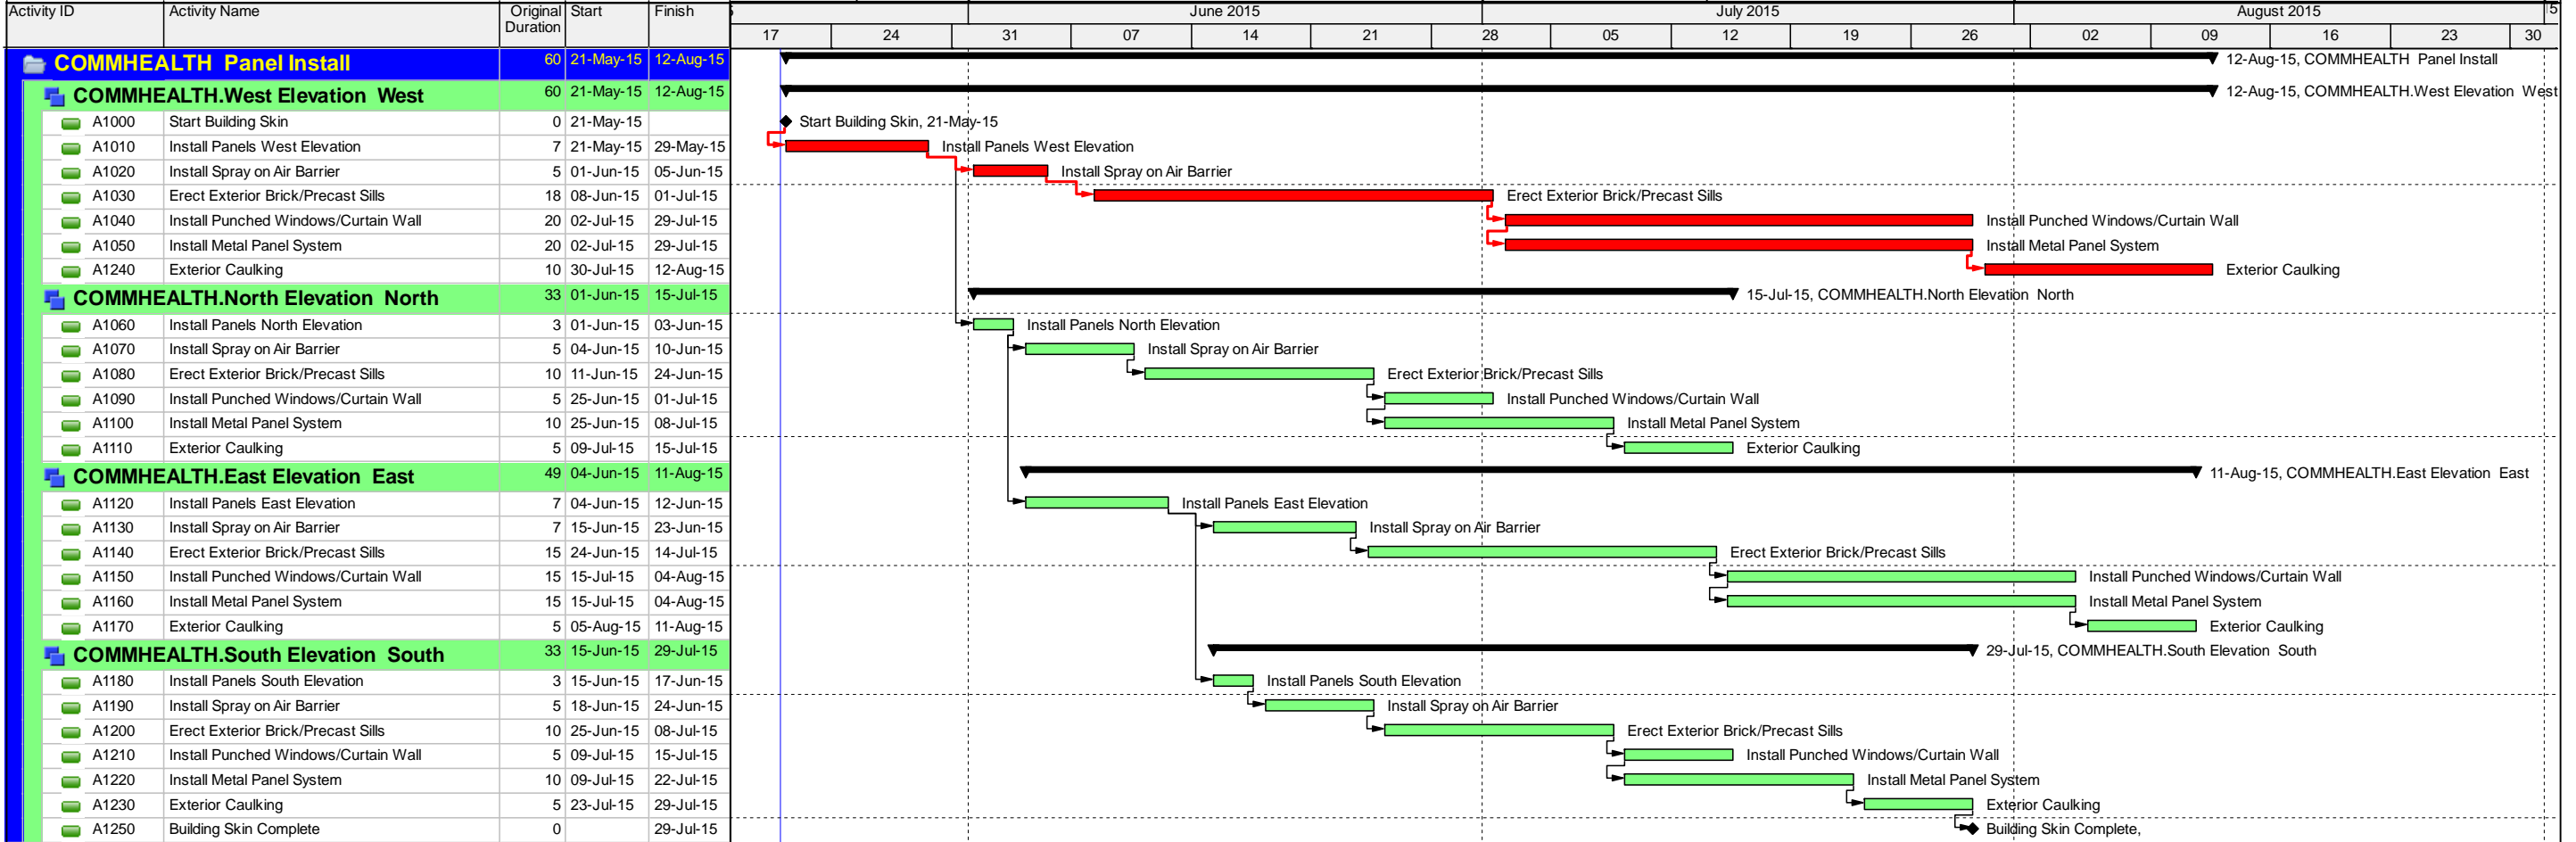 Activity ID Activity Name Original Duration Start Finish June 2015 July 2015 August 2015
17 24 31 07 14 21 28 05 12 19 26 02 09 16 23 30
COMMHEALTH Panel Install 60 21-May-15 12-Aug-15 12-Aug-15, COMMHEALTH Panel Install
COMMHEALTH.West Elevation West 60 21-May-15 12-Aug-15 12-Aug-15, COMMHEALTH.West Elevation West
A1000 Start Building Skin 0 21-May-15 Start Building Skin, 21-May-15
A1010 Install Panels West Elevation 7 21-May-15 29-May-15 Install Panels West Elevation
A1020 Install Spray on Air Barrier 5 01-Jun-15 05-Jun-15 Install Spray on Air Barrier
A1030 Erect Exterior Brick/Precast Sills 18 08-Jun-15 01-Jul-15 Erect Exterior Brick/Precast Sills
A1040 Install Punched Windows/Curtain Wall 20 02-Jul-15 29-Jul-15 Install Punched Windows/Curtain Wall
A1050 Install Metal Panel System 20 02-Jul-15 29-Jul-15 Install Metal Panel System
A1240 Exterior Caulking 10 30-Jul-15 12-Aug-15 Exterior Caulking
COMMHEALTH.North Elevation North 33 01-Jun-15 15-Jul-15 15-Jul-15, COMMHEALTH.North Elevation North
A1060 Install Panels North Elevation 3 01-Jun-15 03-Jun-15 Install Panels North Elevation
A1070 Install Spray on Air Barrier 5 04-Jun-15 10-Jun-15 Install Spray on Air Barrier
A1080 Erect Exterior Brick/Precast Sills 10 11-Jun-15 24-Jun-15 Erect Exterior Brick/Precast Sills
A1090 Install Punched Windows/Curtain Wall 5 25-Jun-15 01-Jul-15 Install Punched Windows/Curtain Wall
A1100 Install Metal Panel System 10 25-Jun-15 08-Jul-15 Install Metal Panel System
A1110 Exterior Caulking 5 09-Jul-15 15-Jul-15 Exterior Caulking
COMMHEALTH.East Elevation East 49 04-Jun-15 11-Aug-15 11-Aug-15, COMMHEALTH.East Elevation East
A1120 Install Panels East Elevation 7 04-Jun-15 12-Jun-15 Install Panels East Elevation
A1130 Install Spray on Air Barrier 7 15-Jun-15 23-Jun-15 Install Spray on Air Barrier
A1140 Erect Exterior Brick/Precast Sills 15 24-Jun-15 14-Jul-15 Erect Exterior Brick/Precast Sills
A1150 Install Punched Windows/Curtain Wall 15 15-Jul-15 04-Aug-15 Install Punched Windows/Curtain Wall
A1160 Install Metal Panel System 15 15-Jul-15 04-Aug-15 Install Metal Panel System
A1170 Exterior Caulking 5 05-Aug-15 11-Aug-15 Exterior Caulking
COMMHEALTH.South Elevation South 33 15-Jun-15 29-Jul-15 29-Jul-15, COMMHEALTH.South Elevation South
A1180 Install Panels South Elevation 3 15-Jun-15 17-Jun-15 Install Panels South Elevation
A1190 Install Spray on Air Barrier 5 18-Jun-15 24-Jun-15 Install Spray on Air Barrier
A1200 Erect Exterior Brick/Precast Sills 10 25-Jun-15 08-Jul-15 Erect Exterior Brick/Precast Sills
A1210 Install Punched Windows/Curtain Wall 5 09-Jul-15 15-Jul-15 Install Punched Windows/Curtain Wall
A1220 Install Metal Panel System 10 09-Jul-15 22-Jul-15 Install Metal Panel System
A1230 Exterior Caulking 5 23-Jul-15 29-Jul-15 Exterior Caulking
A1250 Building Skin Complete 0 29-Jul-15 Building Skin Complete,